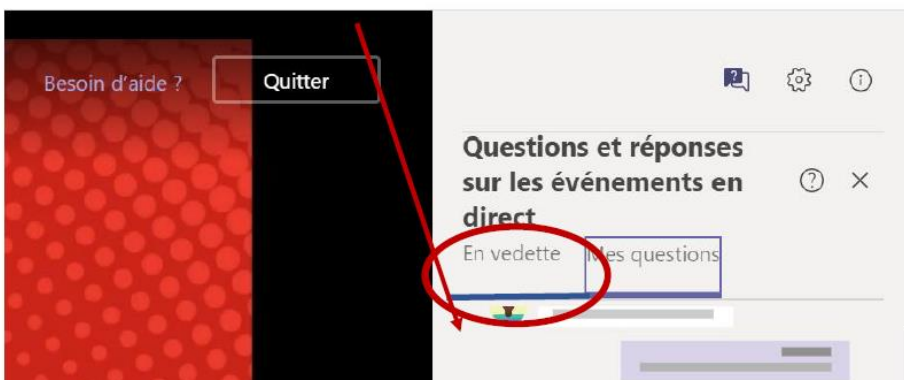 Besoin d'aide ?
Quitter
Questions et réponses
sur les événements en
direct
En vedette
Mes questions